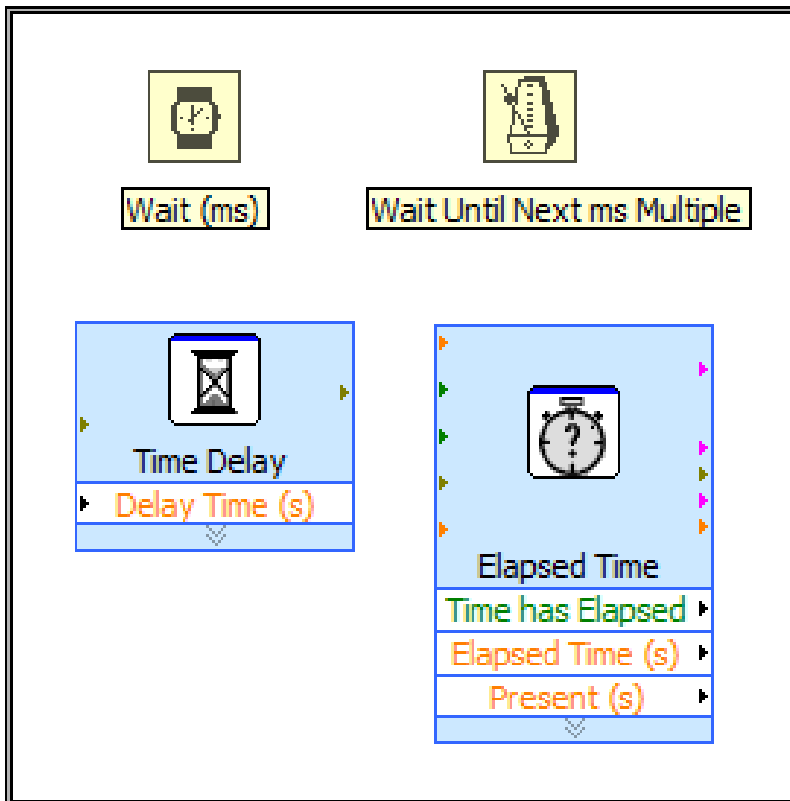 Wait (ms)
Wait Until Next ms Multiple
Time Delay
Delay Time (s)
?
Elapsed Time
Time has Elapsed
Elapsed Time (s)
Present (s)